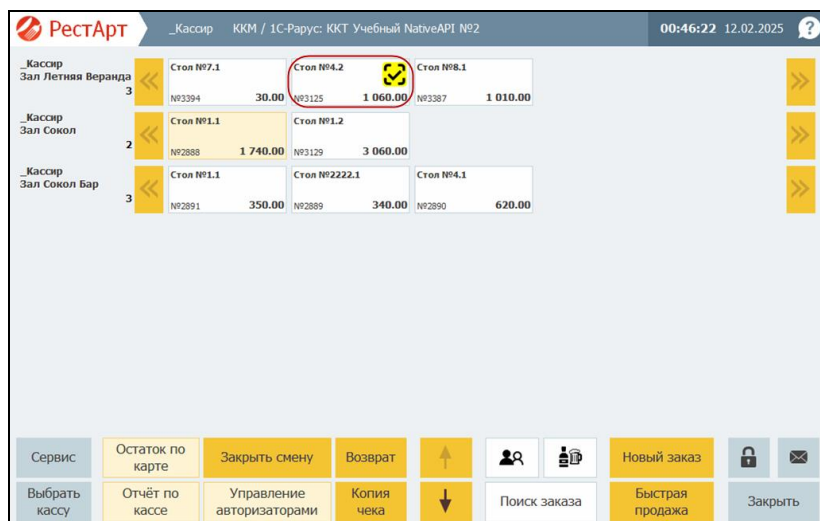 РестАрт
_Кассир ККМ / 1С-Рарус: ККТ Учебный NativeAPI №2
00:46:22 12.02.2025
?
_Кассир
Зал Летняя Веранда
3
Стол №7.1
№3394 30.00
Стол №4.2
№3125 1 060.00
Стол №8.1
№3387 1 010.00
_Кассир
Зал Сокол
2
Стол №1.1
№2888 1 740.00
Стол №1.2
№3129 3 060.00
_Кассир
Зал Сокол Бар
3
Стол №1.1
№2891 350.00
Стол №2222.1
№2889 340.00
Стол №4.1
№2890 620.00
Сервис
Остаток по
карте
Закрыть смену
Возврат
Новый заказ
Выбрать
кассу
Отчёт по
кассе
Управление
авторизаторами
Копия
чека
Поиск заказа
Быстрая
продажа
Закрыть